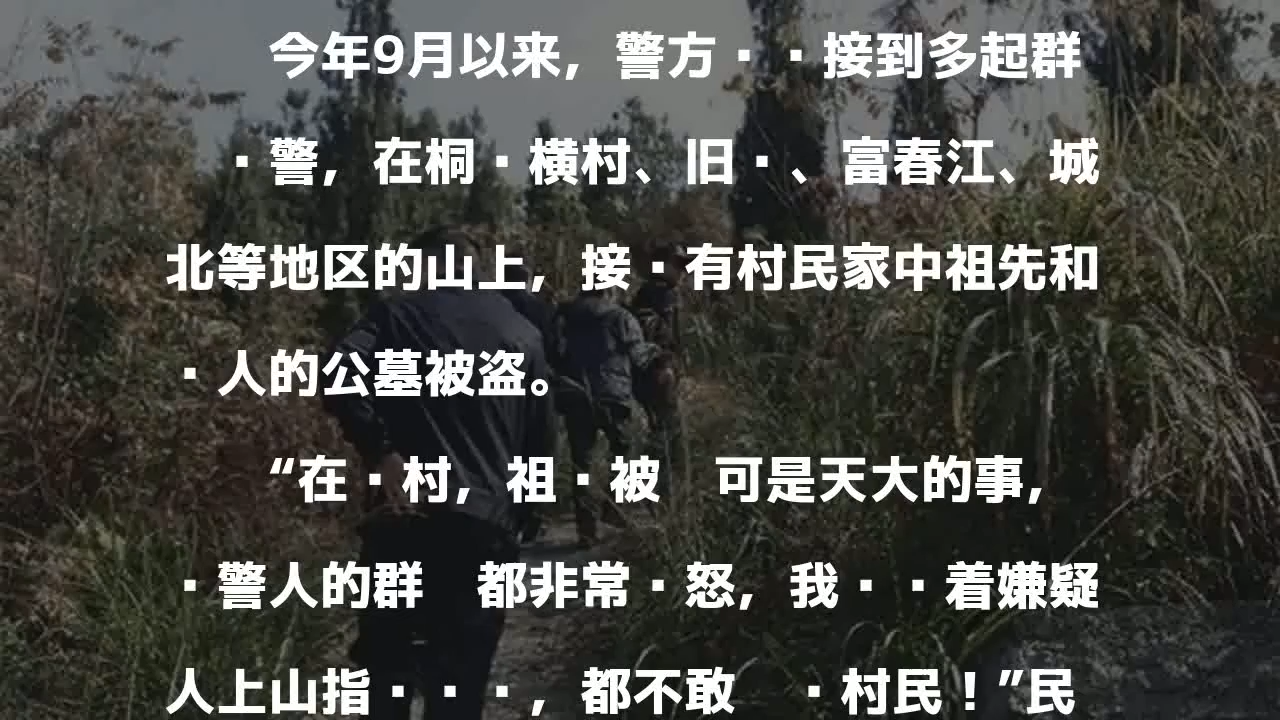 今年9月以来，警方··接到多起群
·警，在桐·横村、旧·、富春江、城
北等地区的山上，接·有村民家中祖先和
·人的公墓被盗。
“在·村，祖·被 可是天大的事，
·警人的群 都非常·怒，我··着嫌疑
人上山指···，都不敢 ·村民！”民